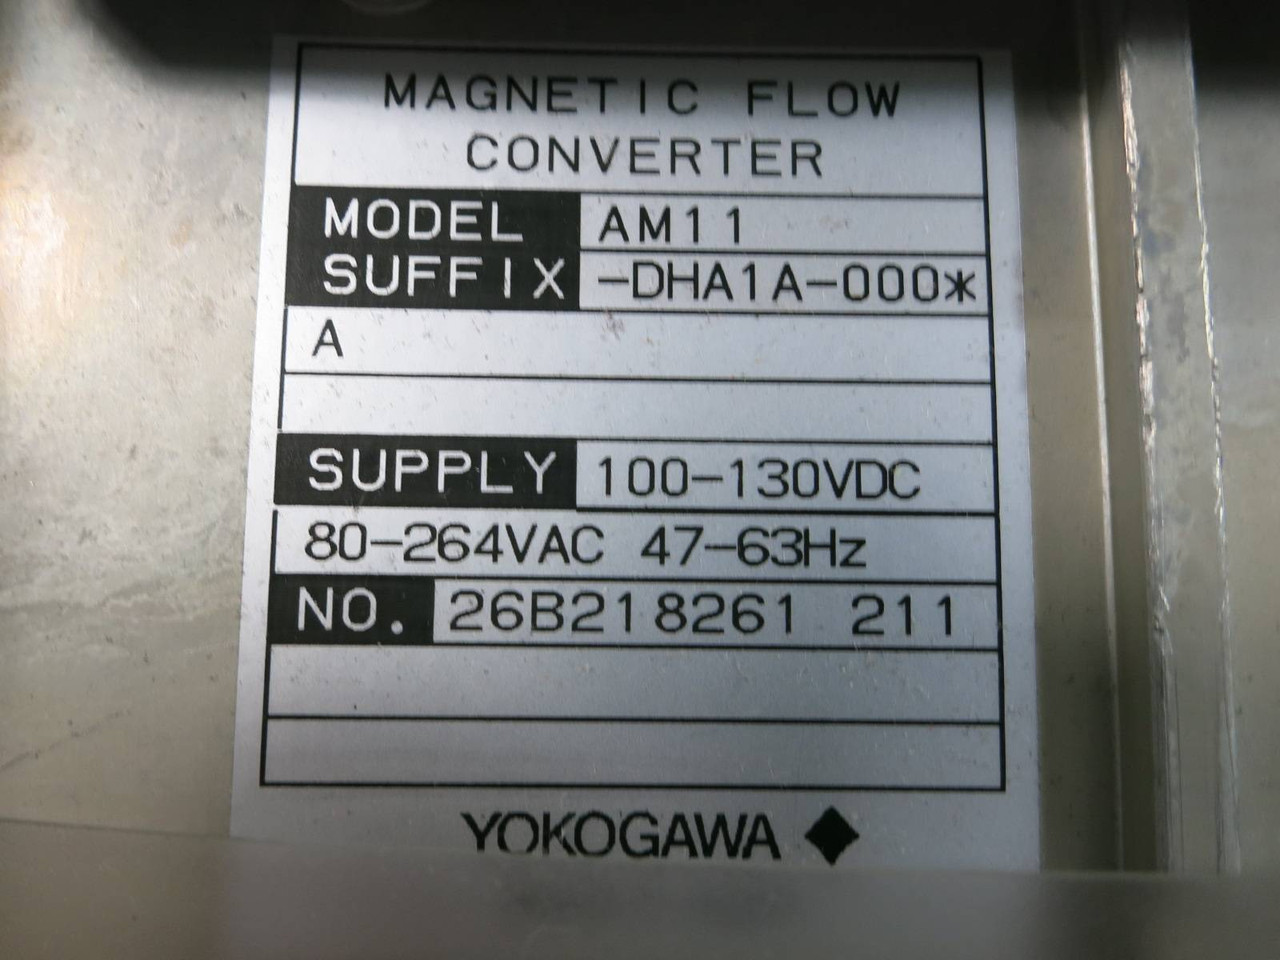 MAGNETIC FLOW
CONVERTER
MODEL AM11
SUFFIX -DHA1A-000*
A
SUPPLY 100-130VDC
80-264VAC 47-63Hz
NO. 26B218261 211
YOKOGAWA